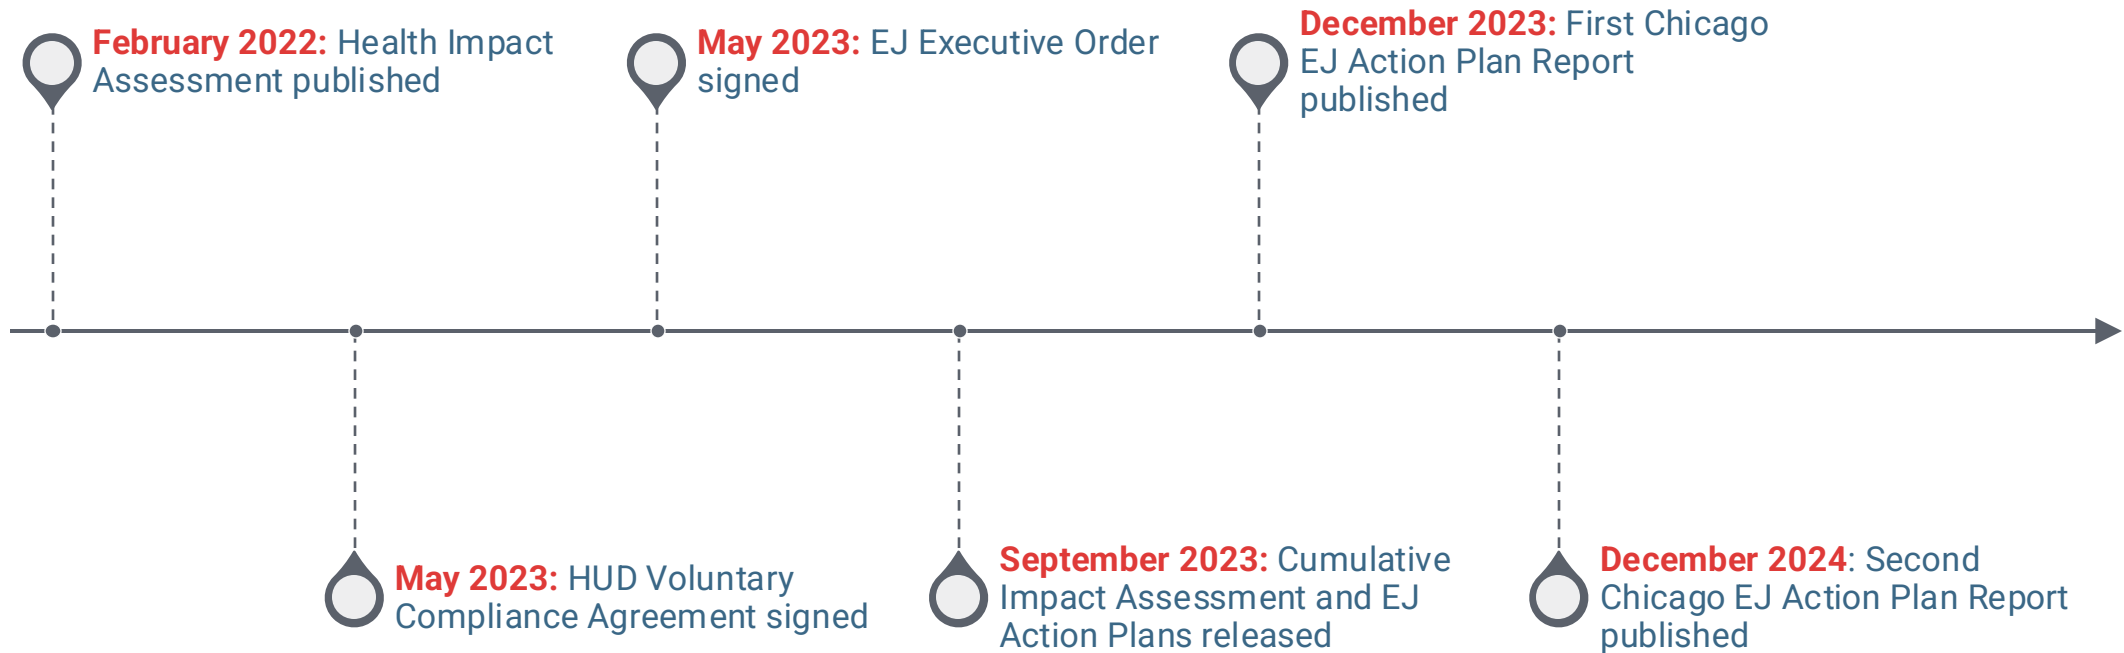 February 2022: Health Impact
Assessment published
May 2023: HUD Voluntary
Compliance Agreement signed
May 2023: EJ Executive Order
signed
September 2023: Cumulative
Impact Assessment and EJ
Action Plans released
December 2023: First Chicago
EJ Action Plan Report
published
December 2024: Second
Chicago EJ Action Plan Report
published